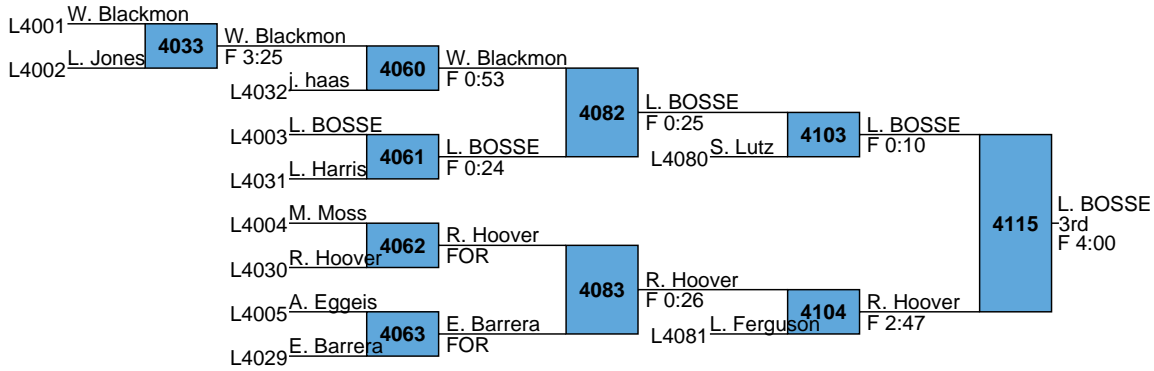 L4001 W. Blackmon
4033
L4002 L. Jones
W. Blackmon
F 3:25
4060
L4032 j. haas
W. Blackmon
F 0:53
L4003 L. BOSSE
4061
L4031 L. Harris
L. BOSSE
F 0:24
4082
L. BOSSE
F 0:25
4103
L4080 S. Lutz
L. BOSSE
F 0:10
L4004 M. Moss
4062
L4030 R. Hoover
R. Hoover
FOR
L4005 A. Eggeis
4063
L4029 E. Barrera
E. Barrera
FOR
4083
R. Hoover
F 0:26
4104
L4081 L. Ferguson
R. Hoover
F 2:47
4115
L. BOSSE
3rd
F 4:00